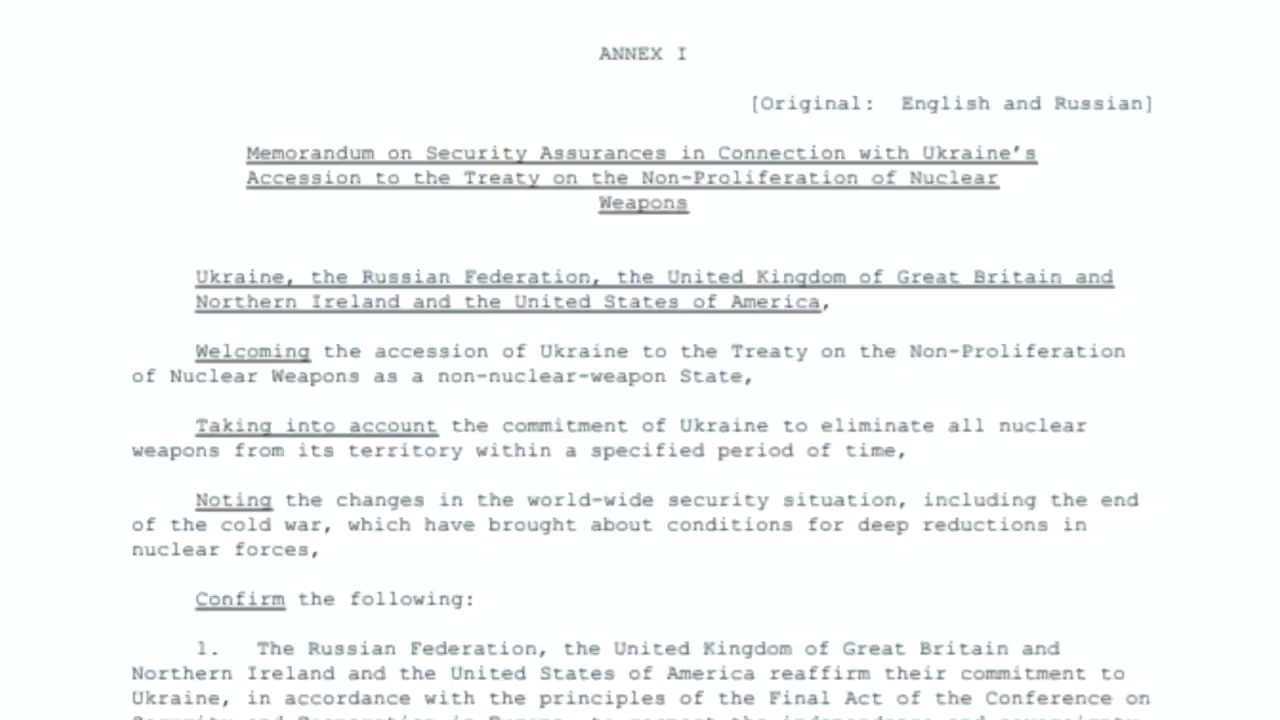 ANNEX I
[Original: English and Russian]
Memorandum on Security Assurances in Connection with Ukraine's
Accession to the Treaty on the Non-Proliferation of Nuclear
Weapons
Ukraine, the Russian Federation, the United Kingdom of Great Britain and
Northern Ireland and the United States of America,
Welcoming the accession of Ukraine to the Treaty on the Non-Proliferation
of Nuclear Weapons as a non-nuclear-weapon State,
Taking into account the commitment of Ukraine to eliminate all nuclear
weapons from its territory within a specified period of time,
Noting the changes in the world-wide security situation, including the end
of the cold war, which have brought about conditions for deep reductions in
nuclear forces,
Confirm the following:
1. The Russian Federation, the United Kingdom of Great Britain and
Northern Ireland and the United States of America reaffirm their commitment to
Ukraine, in accordance with the principles of the Final Act of the Conference on